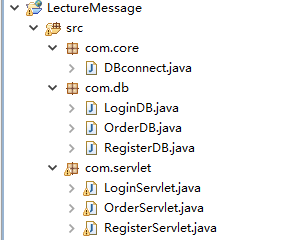 LectureMessage
src
com.core
DBconnect.java
com.db
LoginDB.java
OrderDB.java
RegisterDB.java
com.servlet
LoginServlet.java
OrderServlet.java
RegisterServlet.java